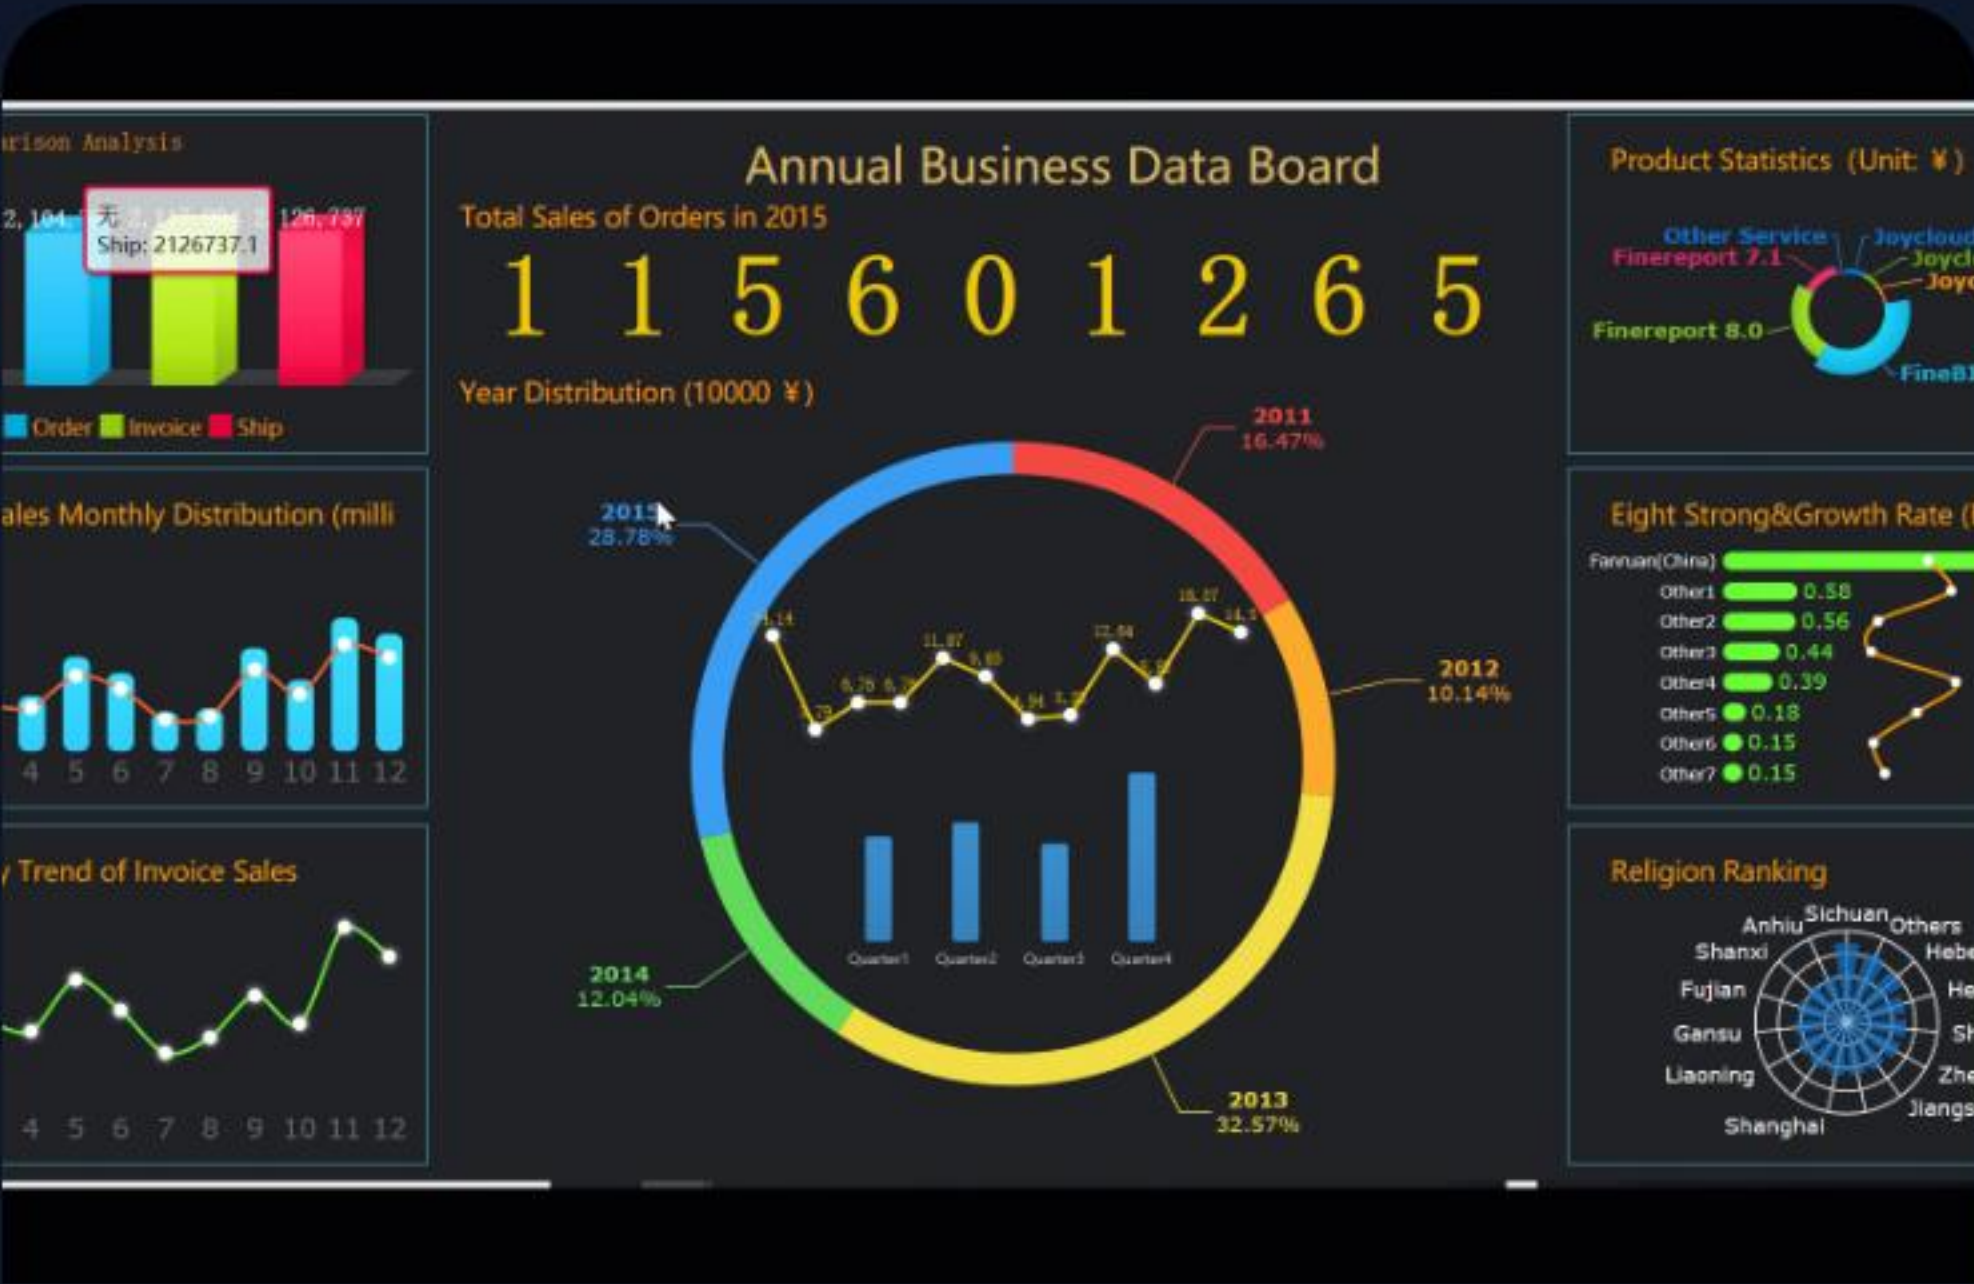 Annual Business Data Board
Total Sales of Orders in 2015
1 1 5 6 0 1 2 6 5
Year Distribution (10000 ¥)
2011
16.47%
2012
10.14%
2013
32.57%
2014
12.04%
2015
28.78%
11.87
12.64
Quarter1 Quarter2 Quarter3 Quarter4
Analysis
无
Ship: 2126737.1
126,737
Order Invoice Ship
Monthly Distribution (milli
4 5 6 7 8 9 10 11 12
Trend of Invoice Sales
4 5 6 7 8 9 10 11 12
Product Statistics (Unit: ¥)
Other Service
Joycloud
Finereport 7.1
Finereport 8.0
Eight Strong&Growth Rate (
Fanruan(China)
Other1 0.58
Other2 0.56
Other3 0.44
Other4 0.39
Other5 0.18
Other6 0.15
Other7 0.15
Religion Ranking
Sichuan
Anhiu Others
Shanxi
Fujian
Gansu
Liaoning
Shanghai